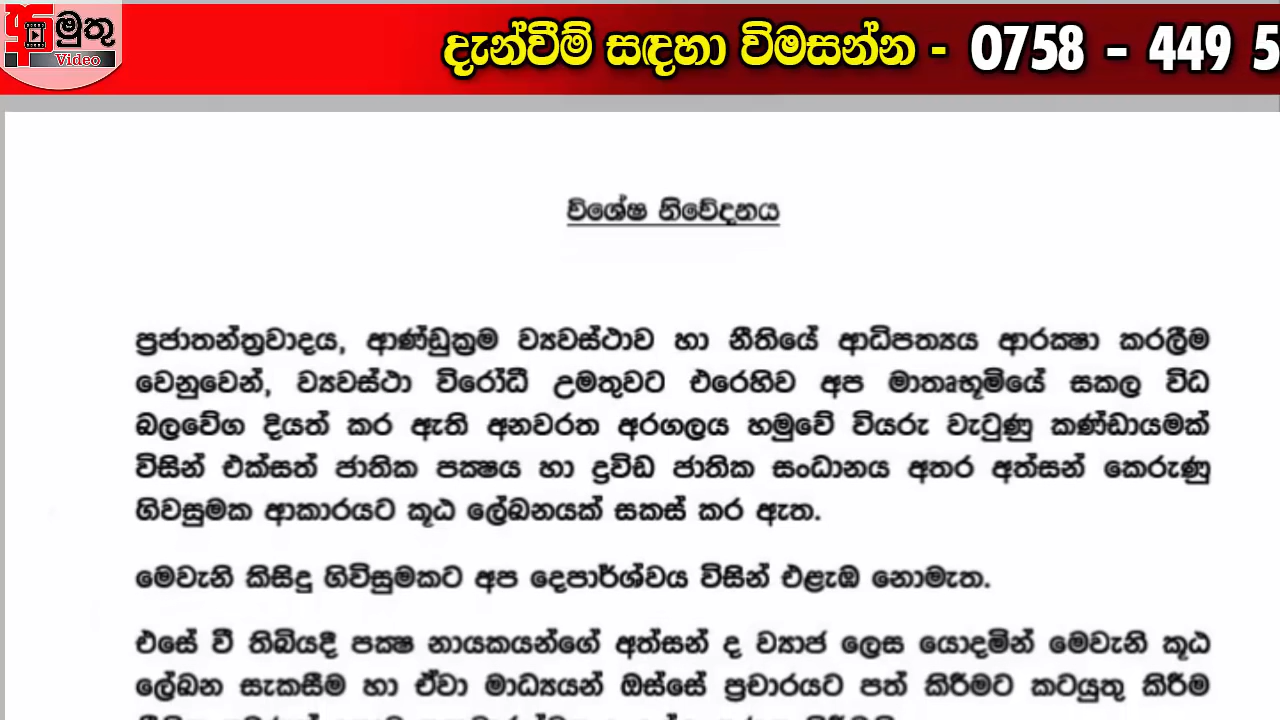 මුතු
Video
දැන්වීම් සඳහා විමසන්න - 0758 - 449 5
විශේෂ නිවේදනය
ප්‍රජාතන්ත්‍රවාදය, ආණ්ඩුක්‍රම ව්‍යවස්ථාව හා නීතියේ ආධිපත්‍යය ආරක්‍ෂා කරලීම
වෙනුවෙන්, ව්‍යවස්ථා විරෝධී උමතුවට එරෙහිව අප මාතෘභූමියේ සකල විධ
බලවේග දියත් කර ඇති අනවරත අරගලය හමුවේ වියරු වැටුණු කණ්ඩායමක්
විසින් එක්සත් ජාතික පක්‍ෂය හා ද්‍රවිඩ ජාතික සංධානය අතර අත්සන් කෙරුණු
ගිවසුමක ආකාරයට කූඨ ලේඛනයක් සකස් කර ඇත.
මෙවැනි කිසිදු ගිවිසුමකට අප දෙපාර්ශ්වය විසින් එළැඹ නොමැත.
එසේ වී තිබියදී පක්‍ෂ නායකයන්ගේ අත්සන් ද ව්‍යාජ ලෙස යොදමින් මෙවැනි කූඨ
ලේඛන සැකසීම හා ඒවා මාධ්‍යයන් ඔස්සේ ප්‍රචාරයට පත් කිරීමට කටයුතු කිරීම